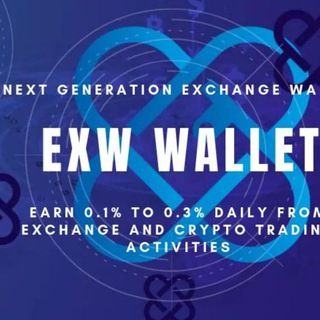 NEXT GENERATION EXCHANGE WA
EXW WALLET
EARN 0.1% TO 0.3% DAILY FROM
EXCHANGE AND CRYPTO TRADIN
ACTIVITIES